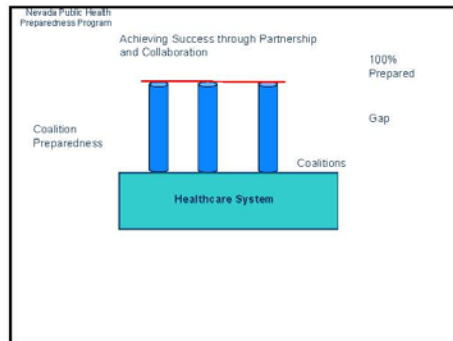 Nevada Public Health
Preparedness Program
Achieving Success through Partnership
and Collaboration
100%
Prepared
Gap
Coalition
Preparedness
Coalitions
Healthcare System